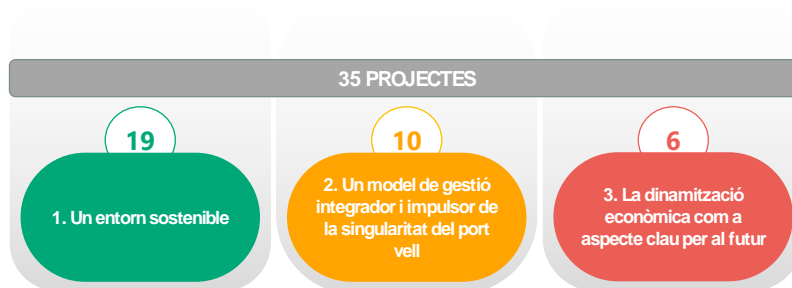 35 PROJECTES
19
1. Un entorn sostenible
10
2. Un model de gestió
integrador i impulsor de
la singularitat del port
vell
6
3. La dinamització
econòmica com a
aspecte clau per al futur